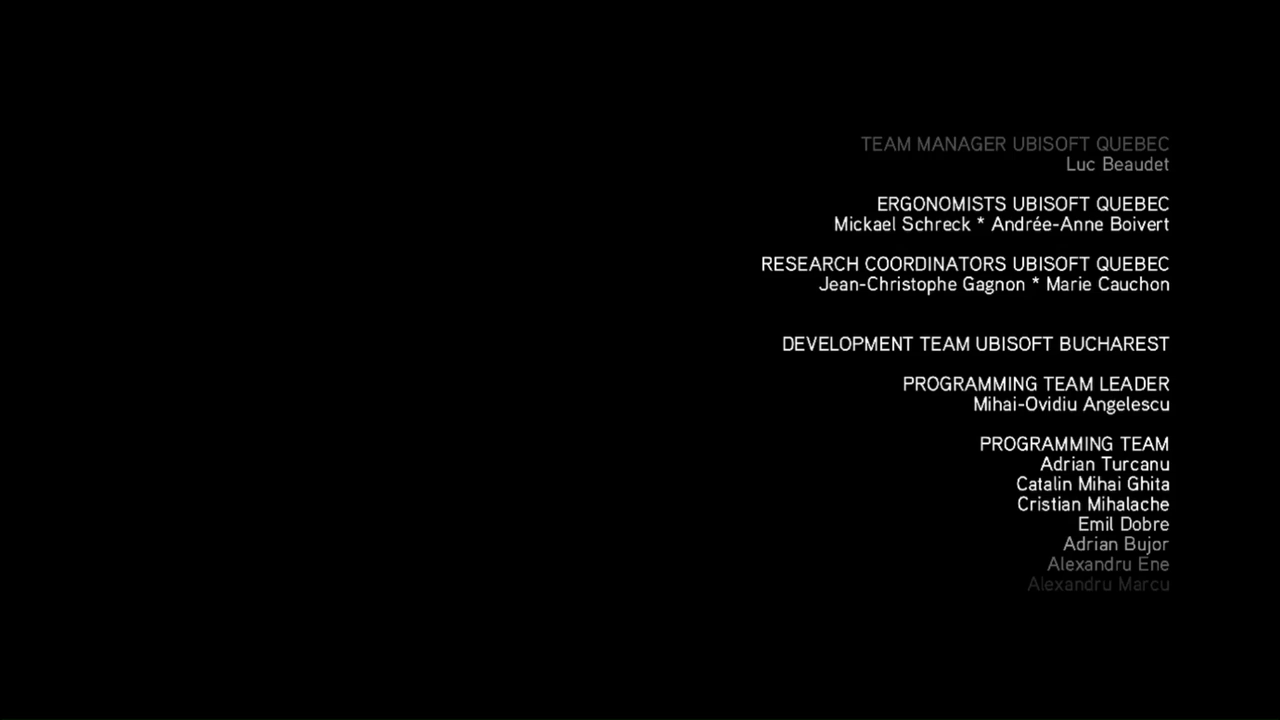 TEAM MANAGER UBISOFT QUEBEC
Luc Beaudet
ERGONOMISTS UBISOFT QUEBEC
Mickael Schreck * Andrée-Anne Boivert
RESEARCH COORDINATORS UBISOFT QUEBEC
Jean-Christophe Gagnon * Marie Cauchon
DEVELOPMENT TEAM UBISOFT BUCHAREST
PROGRAMMING TEAM LEADER
Mihai-Ovidiu Angelescu
PROGRAMMING TEAM
Adrian Turcanu
Catalin Mihai Ghita
Cristian Mihalache
Emil Dobre
Adrian Bujor
Alexandru Ene
Alexandru Marcu